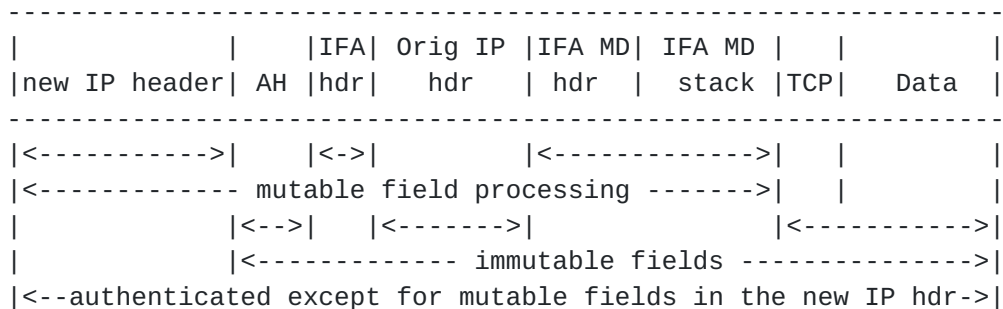 -----------------------------------------------------------------
|              |    |IFA| Orig IP |IFA MD|  IFA MD |   |         |
|new IP header| AH |hdr|   hdr   | hdr  |  stack |TCP|   Data  |
-----------------------------------------------------------------
|<----------->|    |<->|         |<------------->|   |         |
|<------------- mutable field processing ------->|   |         |
|             |<-->|   |<------->|               |<----------->|
|             |<------------- immutable fields --------------->|
|<--authenticated except for mutable fields in the new IP hdr->|